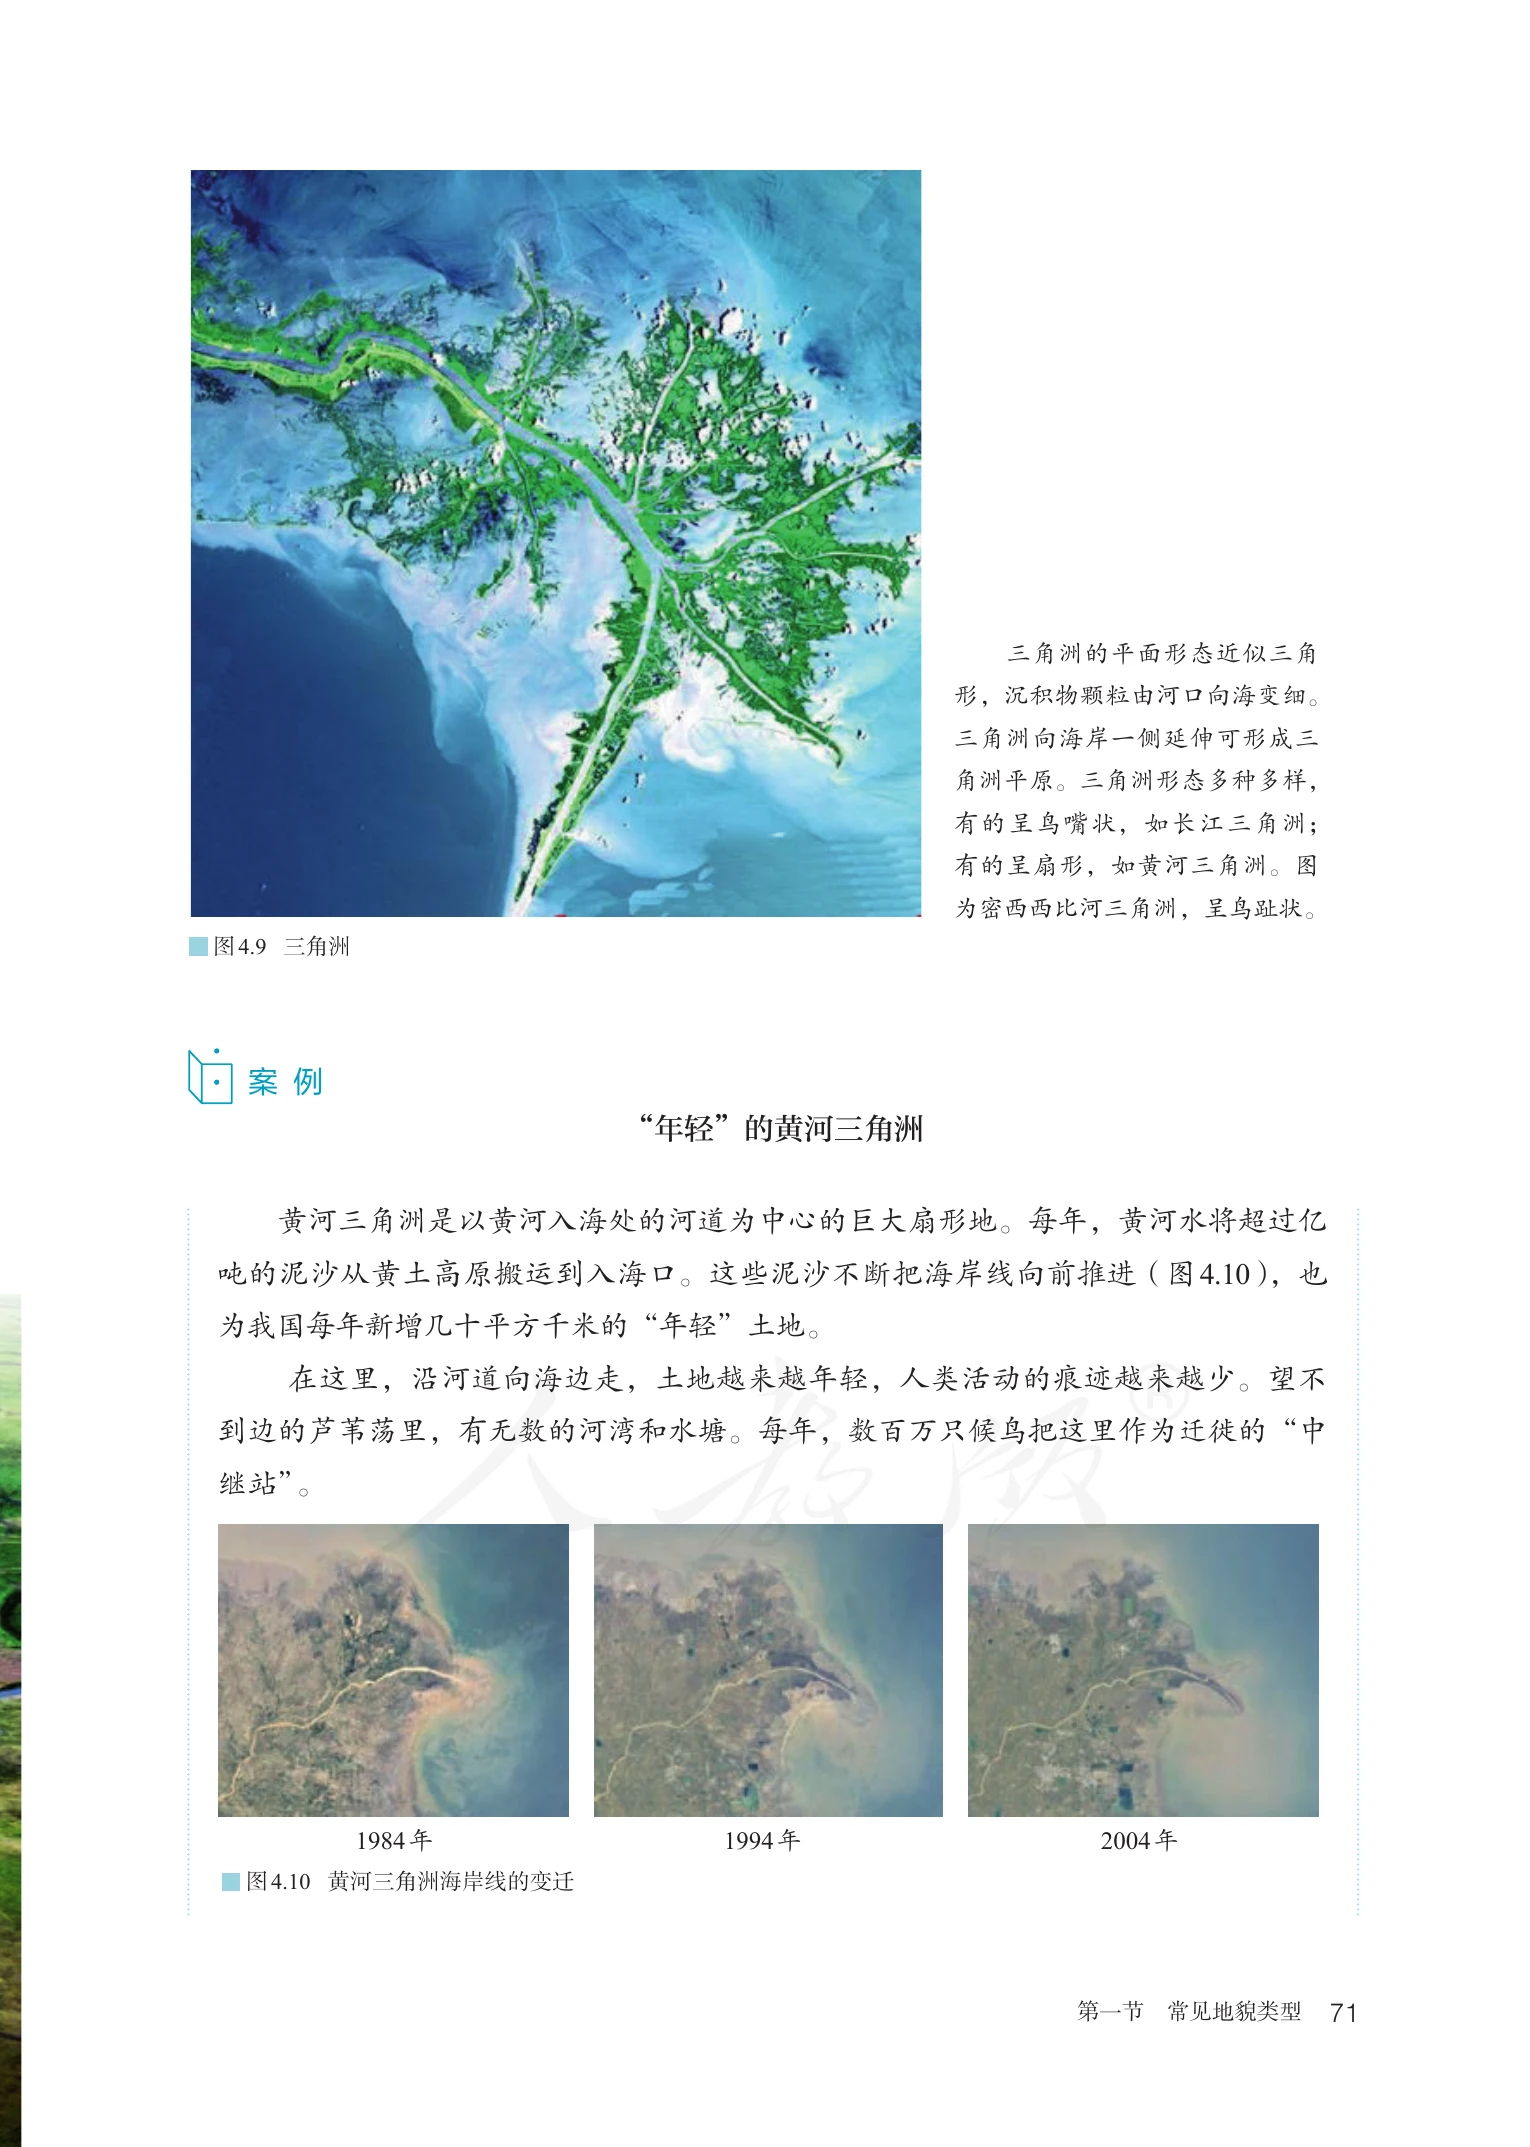 三角洲的平面形态近似三角
形，沉积物颗粒由河口向海变细。
三角洲向海岸一侧延伸可形成三
角洲平原。三角洲形态多种多样，
有的呈鸟嘴状，如长江三角洲；
有的呈扇形，如黄河三角洲。图
为密西西比河三角洲，呈鸟趾状。
图4.9 三角洲
案例
“年轻”的黄河三角洲
黄河三角洲是以黄河入海处的河道为中心的巨大扇形地。每年，黄河水将超过亿
吨的泥沙从黄土高原搬运到入海口。这些泥沙不断把海岸线向前推进（图4.10），也
为我国每年新增几十平方千米的“年轻”土地。
在这里，沿河道向海边走，土地越来越年轻，人类活动的痕迹越来越少。望不
到边的芦苇荡里，有无数的河湾和水塘。每年，数百万只候鸟把这里作为迁徙的“中
继站”。
人教版®
1984年
1994年
2004年
图4.10 黄河三角洲海岸线的变迁
第一节 常见地貌类型 71